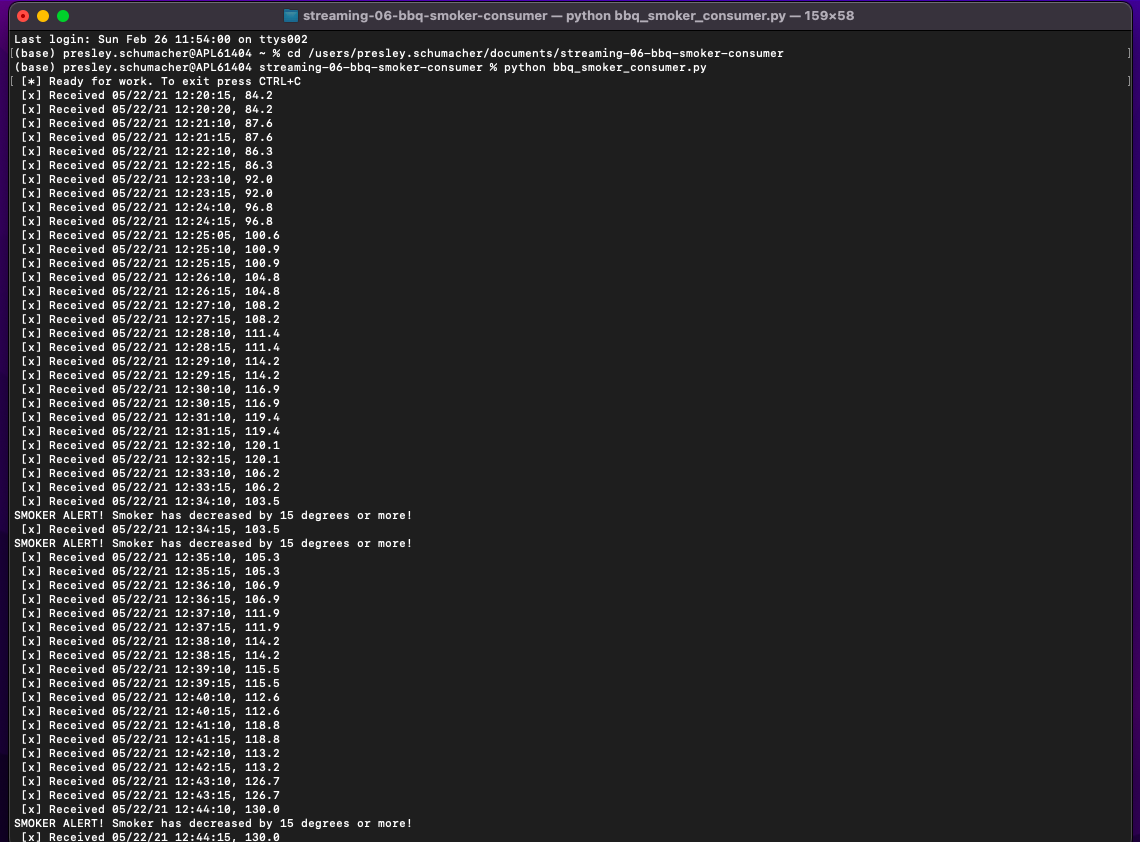 streaming-06-bbq-smoker-consumer — python bbq_smoker_consumer.py — 159×58
Last login: Sun Feb 26 11:54:00 on ttys002
[(base) presley.schumacher@APL61404 ~ % cd /users/presley.schumacher/documents/streaming-06-bbq-smoker-consumer ]
(base) presley.schumacher@APL61404 streaming-06-bbq-smoker-consumer % python bbq_smoker_consumer.py
[ [*] Ready for work. To exit press CTRL+C ]
[x] Received 05/22/21 12:20:15, 84.2
[x] Received 05/22/21 12:20:20, 84.2
[x] Received 05/22/21 12:21:10, 87.6
[x] Received 05/22/21 12:21:15, 87.6
[x] Received 05/22/21 12:22:10, 86.3
[x] Received 05/22/21 12:22:15, 86.3
[x] Received 05/22/21 12:23:10, 92.0
[x] Received 05/22/21 12:23:15, 92.0
[x] Received 05/22/21 12:24:10, 96.8
[x] Received 05/22/21 12:24:15, 96.8
[x] Received 05/22/21 12:25:05, 100.6
[x] Received 05/22/21 12:25:10, 100.9
[x] Received 05/22/21 12:25:15, 100.9
[x] Received 05/22/21 12:26:10, 104.8
[x] Received 05/22/21 12:26:15, 104.8
[x] Received 05/22/21 12:27:10, 108.2
[x] Received 05/22/21 12:27:15, 108.2
[x] Received 05/22/21 12:28:10, 111.4
[x] Received 05/22/21 12:28:15, 111.4
[x] Received 05/22/21 12:29:10, 114.2
[x] Received 05/22/21 12:29:15, 114.2
[x] Received 05/22/21 12:30:10, 116.9
[x] Received 05/22/21 12:30:15, 116.9
[x] Received 05/22/21 12:31:10, 119.4
[x] Received 05/22/21 12:31:15, 119.4
[x] Received 05/22/21 12:32:10, 120.1
[x] Received 05/22/21 12:32:15, 120.1
[x] Received 05/22/21 12:33:10, 106.2
[x] Received 05/22/21 12:33:15, 106.2
[x] Received 05/22/21 12:34:10, 103.5
SMOKER ALERT! Smoker has decreased by 15 degrees or more!
[x] Received 05/22/21 12:34:15, 103.5
SMOKER ALERT! Smoker has decreased by 15 degrees or more!
[x] Received 05/22/21 12:35:10, 105.3
[x] Received 05/22/21 12:35:15, 105.3
[x] Received 05/22/21 12:36:10, 106.9
[x] Received 05/22/21 12:36:15, 106.9
[x] Received 05/22/21 12:37:10, 111.9
[x] Received 05/22/21 12:37:15, 111.9
[x] Received 05/22/21 12:38:10, 114.2
[x] Received 05/22/21 12:38:15, 114.2
[x] Received 05/22/21 12:39:10, 115.5
[x] Received 05/22/21 12:39:15, 115.5
[x] Received 05/22/21 12:40:10, 112.6
[x] Received 05/22/21 12:40:15, 112.6
[x] Received 05/22/21 12:41:10, 118.8
[x] Received 05/22/21 12:41:15, 118.8
[x] Received 05/22/21 12:42:10, 113.2
[x] Received 05/22/21 12:42:15, 113.2
[x] Received 05/22/21 12:43:10, 126.7
[x] Received 05/22/21 12:43:15, 126.7
[x] Received 05/22/21 12:44:10, 130.0
SMOKER ALERT! Smoker has decreased by 15 degrees or more!
[x] Received 05/22/21 12:44:15, 130.0